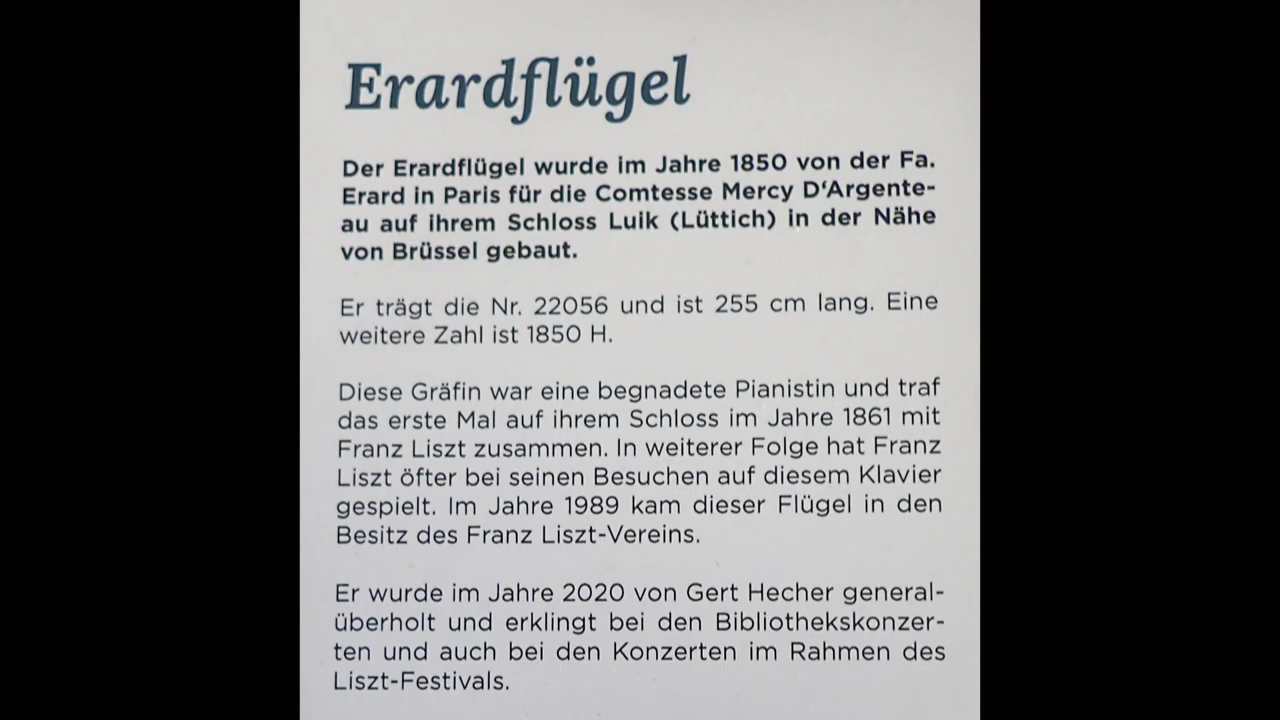 Erardflügel
Der Erardflügel wurde im Jahre 1850 von der Fa.
Erard in Paris für die Comtesse Mercy D‘Argente-
au auf ihrem Schloss Luik (Lüttich) in der Nähe
von Brüssel gebaut.
Er trägt die Nr. 22056 und ist 255 cm lang. Eine
weitere Zahl ist 1850 H.
Diese Gräfin war eine begnadete Pianistin und traf
das erste Mal auf ihrem Schloss im Jahre 1861 mit
Franz Liszt zusammen. In weiterer Folge hat Franz
Liszt öfter bei seinen Besuchen auf diesem Klavier
gespielt. Im Jahre 1989 kam dieser Flügel in den
Besitz des Franz Liszt-Vereins.
Er wurde im Jahre 2020 von Gert Hecher general-
überholt und erklingt bei den Bibliothekskonzer-
ten und auch bei den Konzerten im Rahmen des
Liszt-Festivals.